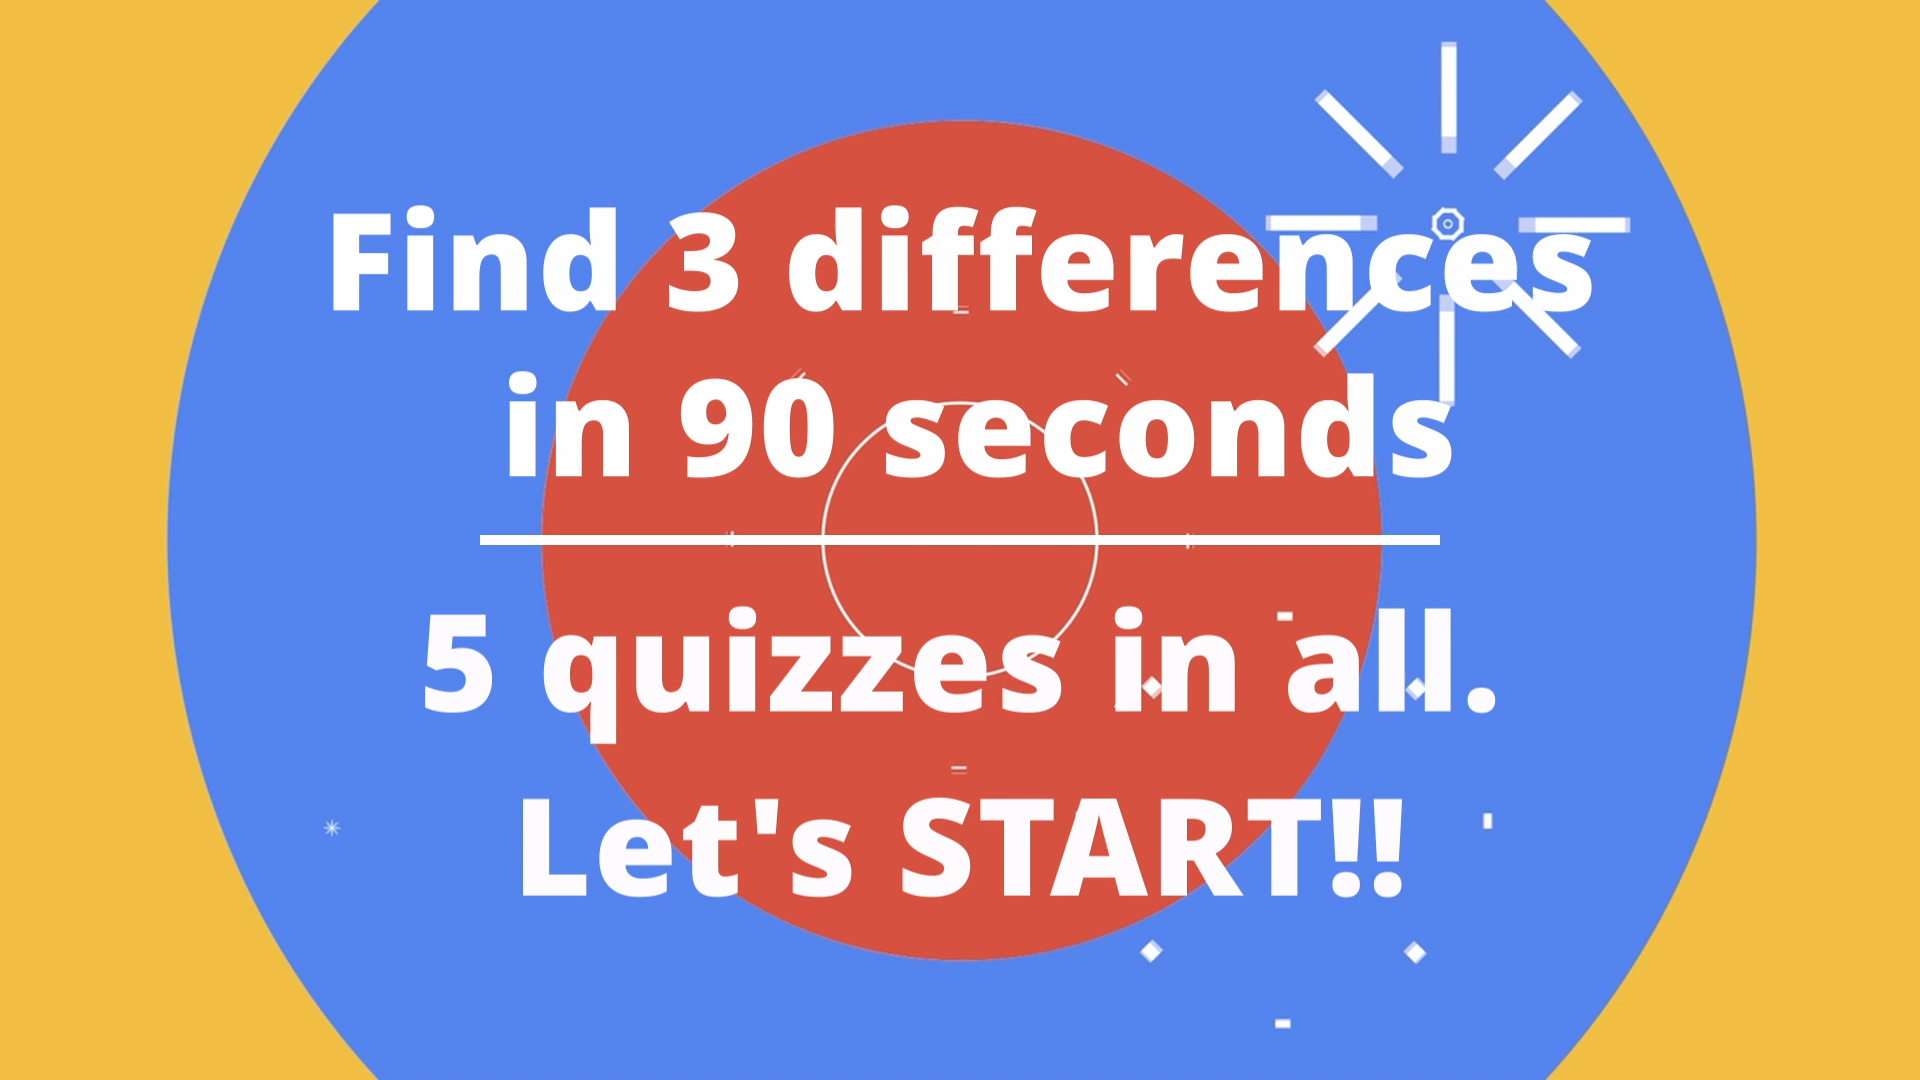 Find 3 differences
in 90 seconds
5 quizzes in all.
Let's START!!